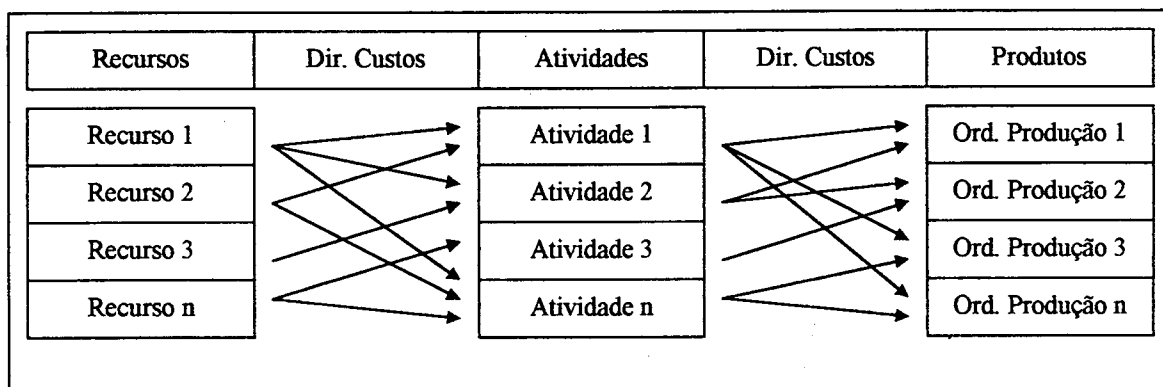 Recursos Dir. Custos Atividades Dir. Custos Produtos
Recurso 1 Atividade 1 Ord. Produção 1
Recurso 2 Atividade 2 Ord. Produção 2
Recurso 3 Atividade 3 Ord. Produção 3
Recurso n Atividade n Ord. Produção n